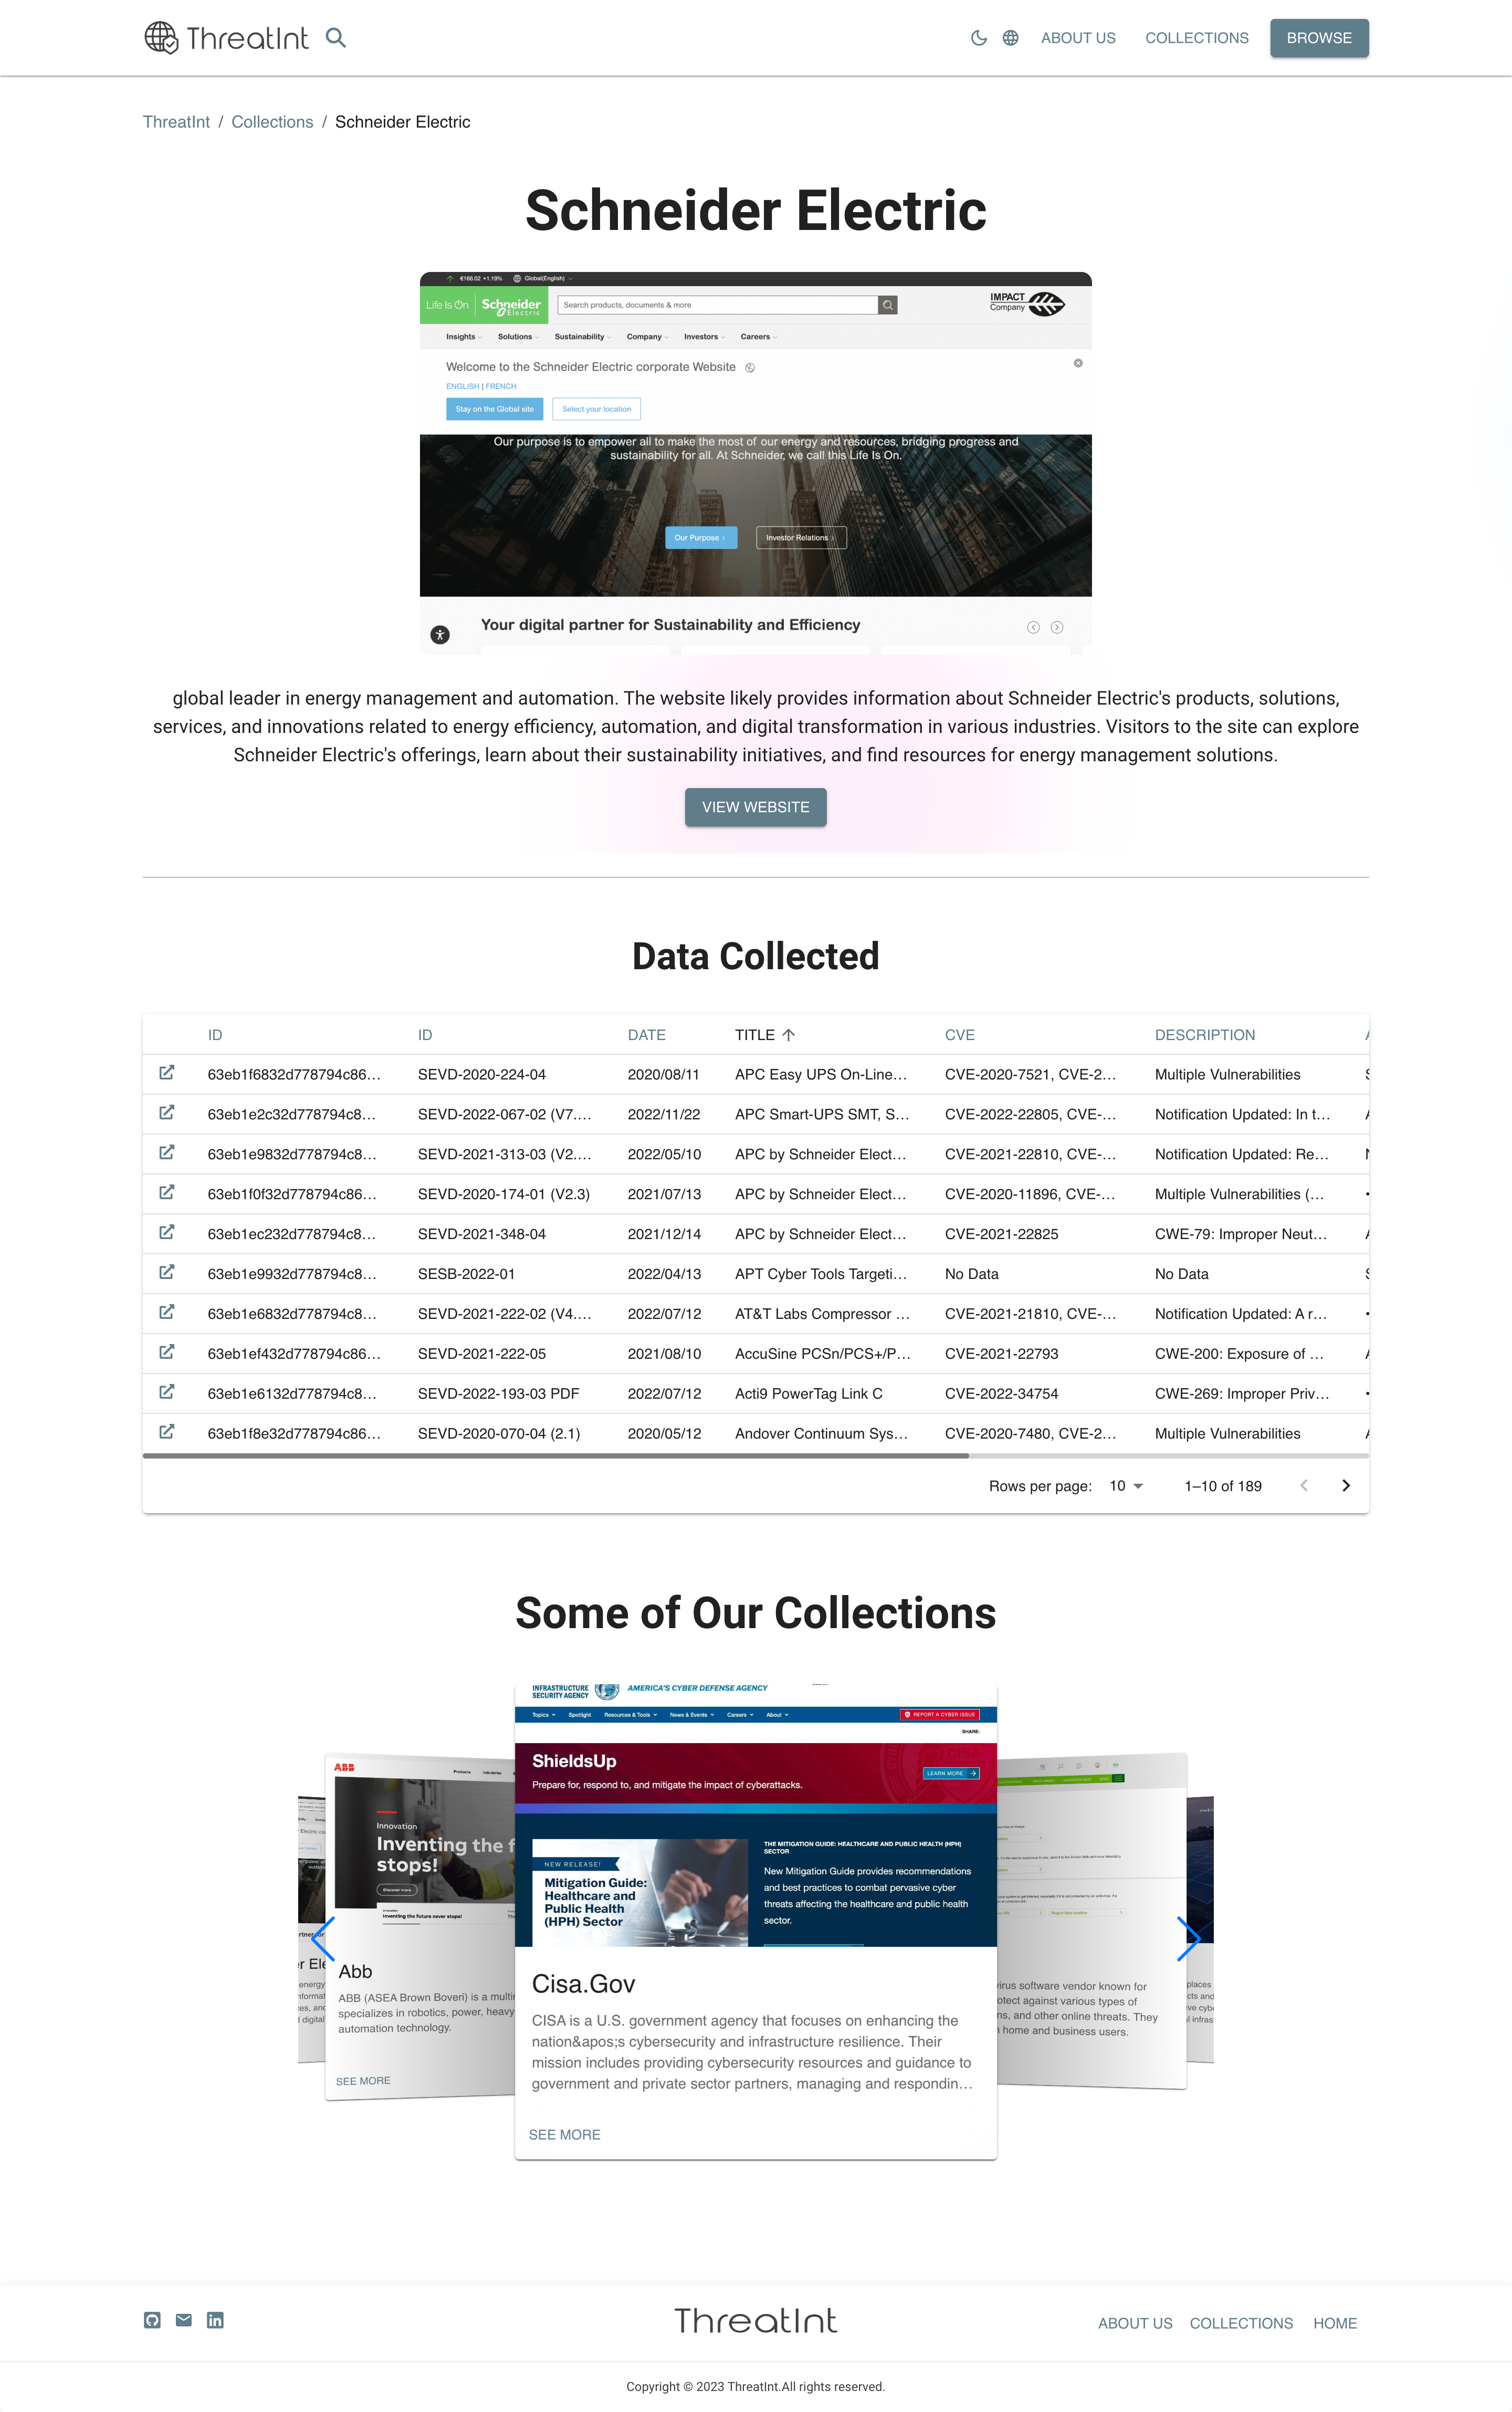 ThreatInt
ABOUT US COLLECTIONS BROWSE
ThreatInt / Collections / Schneider Electric
Schneider Electric
€166.02 +1.19% Global(English)
Life Is On Schneider Electric
Search products, documents & more
IMPACT Company
Insights Solutions Sustainability Company Investors Careers
Welcome to the Schneider Electric corporate Website
ENGLISH | FRENCH
Stay on the Global site Select your location
Our purpose is to empower all to make the most of our energy and resources, bridging progress and
sustainability for all. At Schneider, we call this Life Is On.
Our Purpose Investor Relations
Your digital partner for Sustainability and Efficiency
global leader in energy management and automation. The website likely provides information about Schneider Electric's products, solutions,
services, and innovations related to energy efficiency, automation, and digital transformation in various industries. Visitors to the site can explore
Schneider Electric's offerings, learn about their sustainability initiatives, and find resources for energy management solutions.
VIEW WEBSITE
Data Collected
ID ID DATE TITLE CVE DESCRIPTION
63eb1f6832d778794c86... SEVD-2020-224-04 2020/08/11 APC Easy UPS On-Line... CVE-2020-7521, CVE-2... Multiple Vulnerabilities
63eb1e2c32d778794c8... SEVD-2022-067-02 (V7.... 2022/11/22 APC Smart-UPS SMT, S... CVE-2022-22805, CVE-... Notification Updated: In t...
63eb1e9832d778794c8... SEVD-2021-313-03 (V2.... 2022/05/10 APC by Schneider Elect... CVE-2021-22810, CVE-... Notification Updated: Re...
63eb1f0f32d778794c86... SEVD-2020-174-01 (V2.3) 2021/07/13 APC by Schneider Elect... CVE-2020-11896, CVE-... Multiple Vulnerabilities (...
63eb1ec232d778794c8... SEVD-2021-348-04 2021/12/14 APC by Schneider Elect... CVE-2021-22825 CWE-79: Improper Neut...
63eb1e9932d778794c8... SESB-2022-01 2022/04/13 APT Cyber Tools Targeti... No Data No Data
63eb1e6832d778794c8... SEVD-2021-222-02 (V4.... 2022/07/12 AT&T Labs Compressor ... CVE-2021-21810, CVE-... Notification Updated: A r...
63eb1ef432d778794c86... SEVD-2021-222-05 2021/08/10 AccuSine PCSn/PCS+/P... CVE-2021-22793 CWE-200: Exposure of ...
63eb1e6132d778794c8... SEVD-2022-193-03 PDF 2022/07/12 Acti9 PowerTag Link C CVE-2022-34754 CWE-269: Improper Priv...
63eb1f8e32d778794c86... SEVD-2020-070-04 (2.1) 2020/05/12 Andover Continuum Sys... CVE-2020-7480, CVE-2... Multiple Vulnerabilities
Rows per page: 10 1–10 of 189
Some of Our Collections
INFRASTRUCTURE
SECURITY AGENCY
AMERICA'S CYBER DEFENSE AGENCY
Topics Spotlight Resources & Tools News & Events Careers About REPORT A CYBER ISSUE
SHARE:
ShieldsUp
Prepare for, respond to, and mitigate the impact of cyberattacks.
LEARN MORE
NEW RELEASE!
Mitigation Guide:
Healthcare and
Public Health
(HPH) Sector
THE MITIGATION GUIDE: HEALTHCARE AND PUBLIC HEALTH (HPH)
SECTOR
New Mitigation Guide provides recommendations
and best practices to combat pervasive cyber
threats affecting the healthcare and public health
sector.
Cisa.Gov
CISA is a U.S. government agency that focuses on enhancing the
nation&apos;s cybersecurity and infrastructure resilience. Their
mission includes providing cybersecurity resources and guidance to
government and private sector partners, managing and respondin...
SEE MORE
ABB
Products Industries
Innovation
Inventing the f
stops!
Discover more
Inventing the future never stops!
Abb
ABB (ASEA Brown Boveri) is a multi
specializes in robotics, power, heavy
automation technology.
SEE MORE
irus software vendor known for
otect against various types of
ns, and other online threats. They
home and business users.
ThreatInt
ABOUT US COLLECTIONS HOME
Copyright © 2023 ThreatInt.All rights reserved.